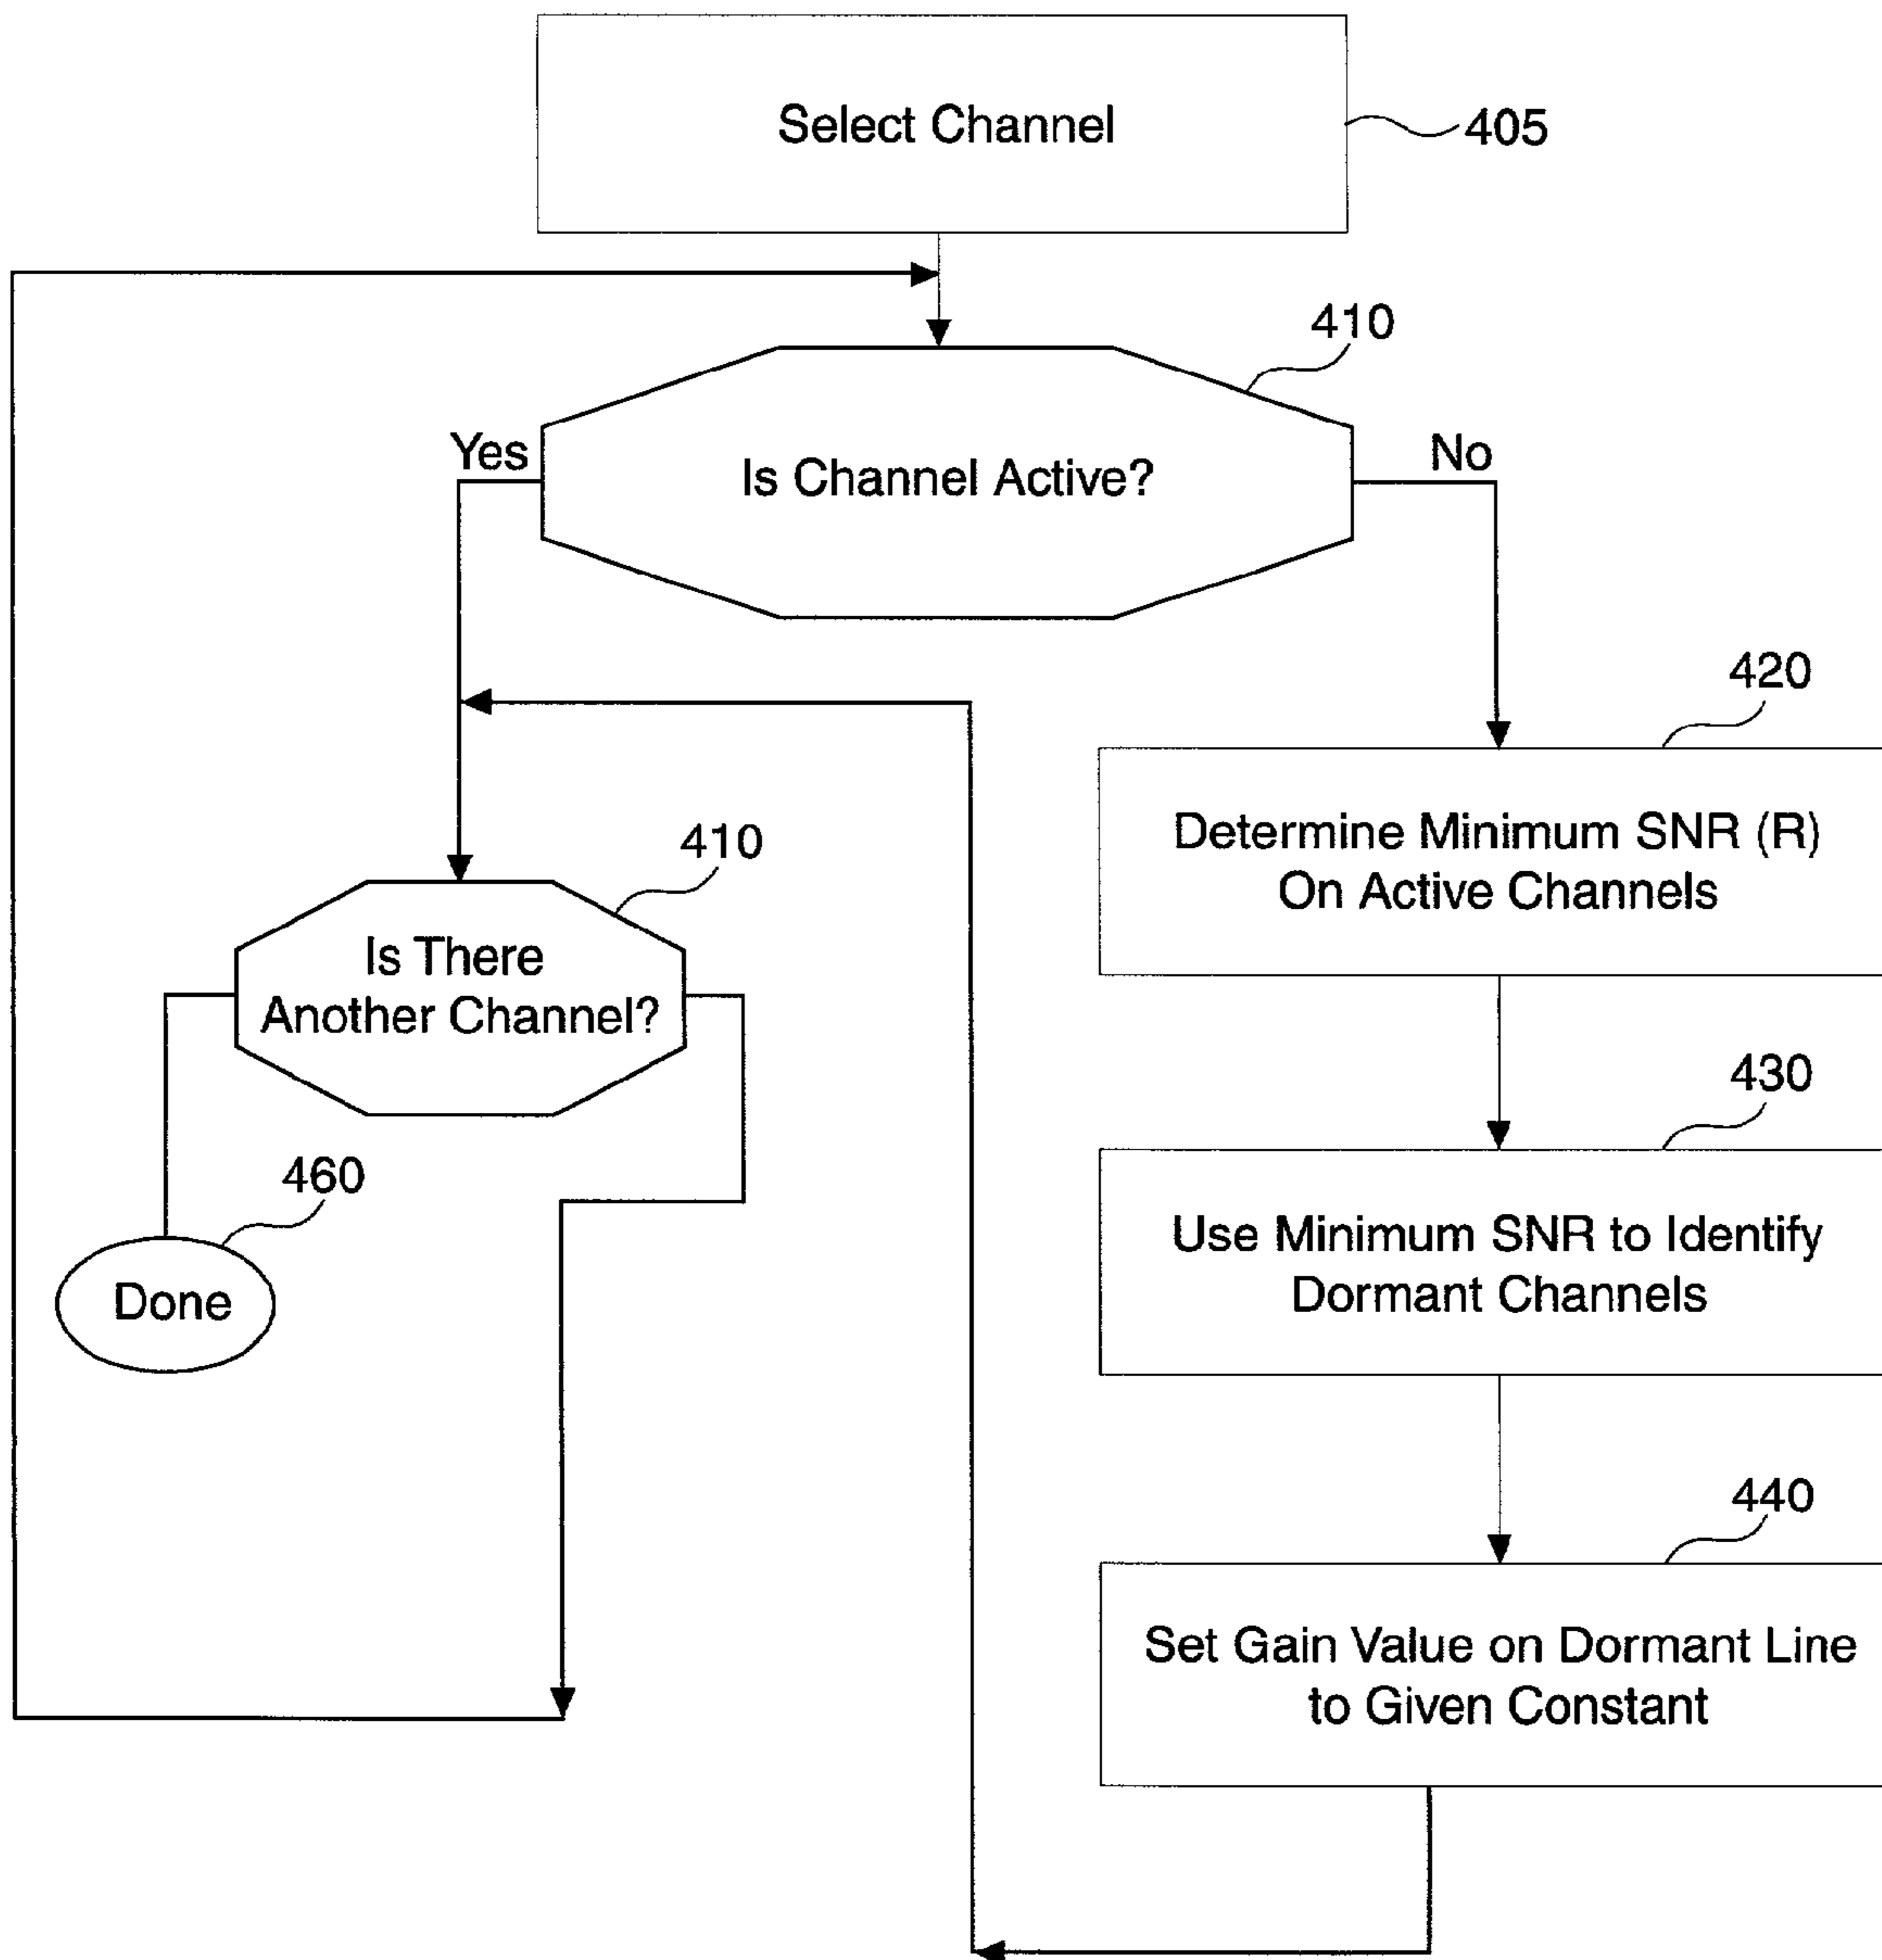 Select Channel
405
410
Yes
Is Channel Active?
No
420
Determine Minimum SNR (R)
On Active Channels
410
Is There
Another Channel?
430
Use Minimum SNR to Identify
Dormant Channels
460
Done
440
Set Gain Value on Dormant Line
to Given Constant